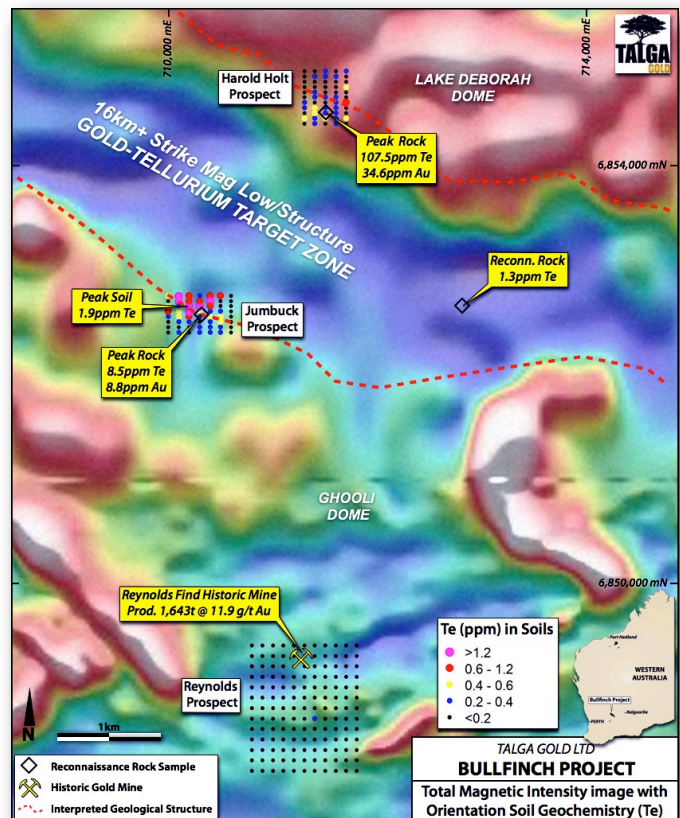 710,000 mE
714,000 mE
TALGA
GOLD
Harold Holt
Prospect
LAKE DEBORAH
DOME
Peak Rock
107.5ppm Te
34.6ppm Au
6,854,000 mN
16km+ Strike Mag Low/Structure
GOLD-TELLURIUM TARGET ZONE
Reconn. Rock
1.3ppm Te
Peak Soil
1.9ppm Te
Jumbuck
Prospect
Peak Rock
8.5ppm Te
8.8ppm Au
GHOOLI
DOME
6,850,000 mN
Reynolds Find Historic Mine
Prod. 1,643t @ 11.9 g/t Au
Reynolds
Prospect
Te (ppm) in Soils
>1.2
0.6 - 1.2
0.4 - 0.6
0.2 - 0.4
<0.2
Port Hedland
WESTERN
AUSTRALIA
Bullfinch Project
Kalgoorlie
PERTH
N
1km
Reconnaissance Rock Sample
Historic Gold Mine
Interpreted Geological Structure
TALGA GOLD LTD
BULLFINCH PROJECT
Total Magnetic Intensity image with
Orientation Soil Geochemistry (Te)